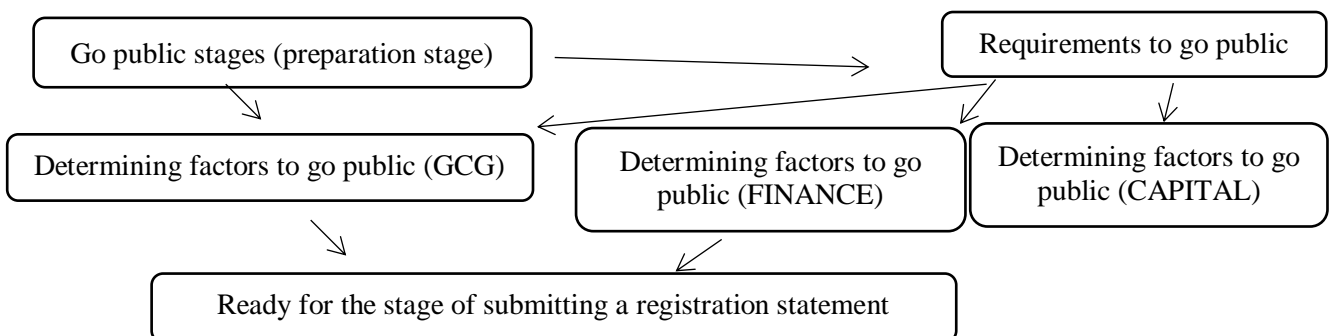 Go public stages (preparation stage)
Requirements to go public
Determining factors to go public (GCG)
Determining factors to go
public (FINANCE)
Determining factors to go
public (CAPITAL)
Ready for the stage of submitting a registration statement